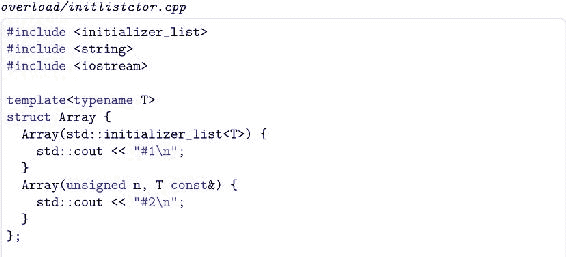 overload/initlistctor.cpp
#include <initializer_list>
#include <string>
#include <iostream>
template<typename T>
struct Array {
Array(std::initializer_list<T>) {
std::cout << "#1\n";
}
Array(unsigned n, T const&) {
std::cout << "#2\n";
}
};